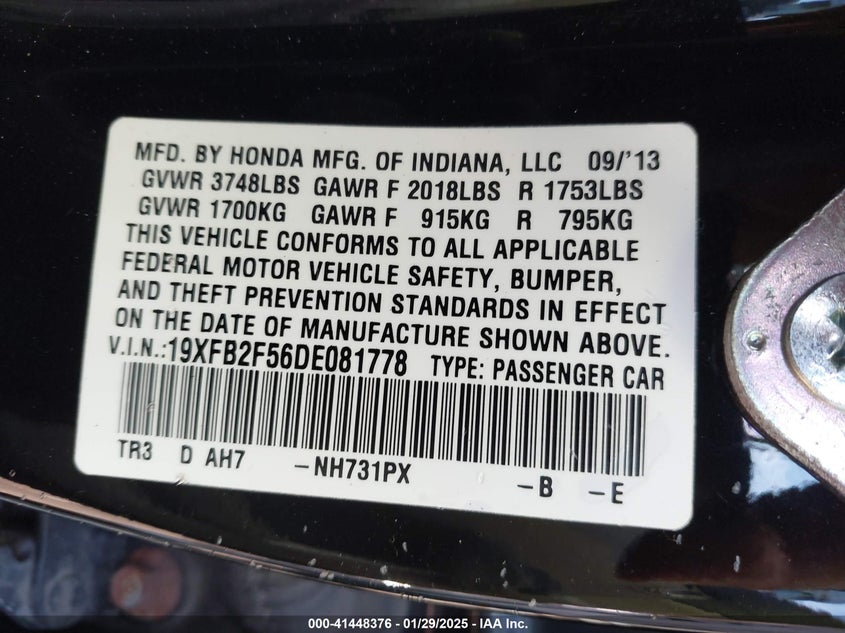 MFD. BY HONDA MFG. OF INDIANA, LLC 09/'13
GVWR 3748LBS GAWR F 2018LBS R 1753LBS
GVWR 1700KG GAWR F 915KG R 795KG
THIS VEHICLE CONFORMS TO ALL APPLICABLE
FEDERAL MOTOR VEHICLE SAFETY, BUMPER,
AND THEFT PREVENTION STANDARDS IN EFFECT
ON THE DATE OF MANUFACTURE SHOWN ABOVE.
V.I.N.:19XFB2F56DE081778 TYPE: PASSENGER CAR
TR3 D AH7 -NH731PX -B -E
000-41448376 - 01/29/2025 - IAA Inc.